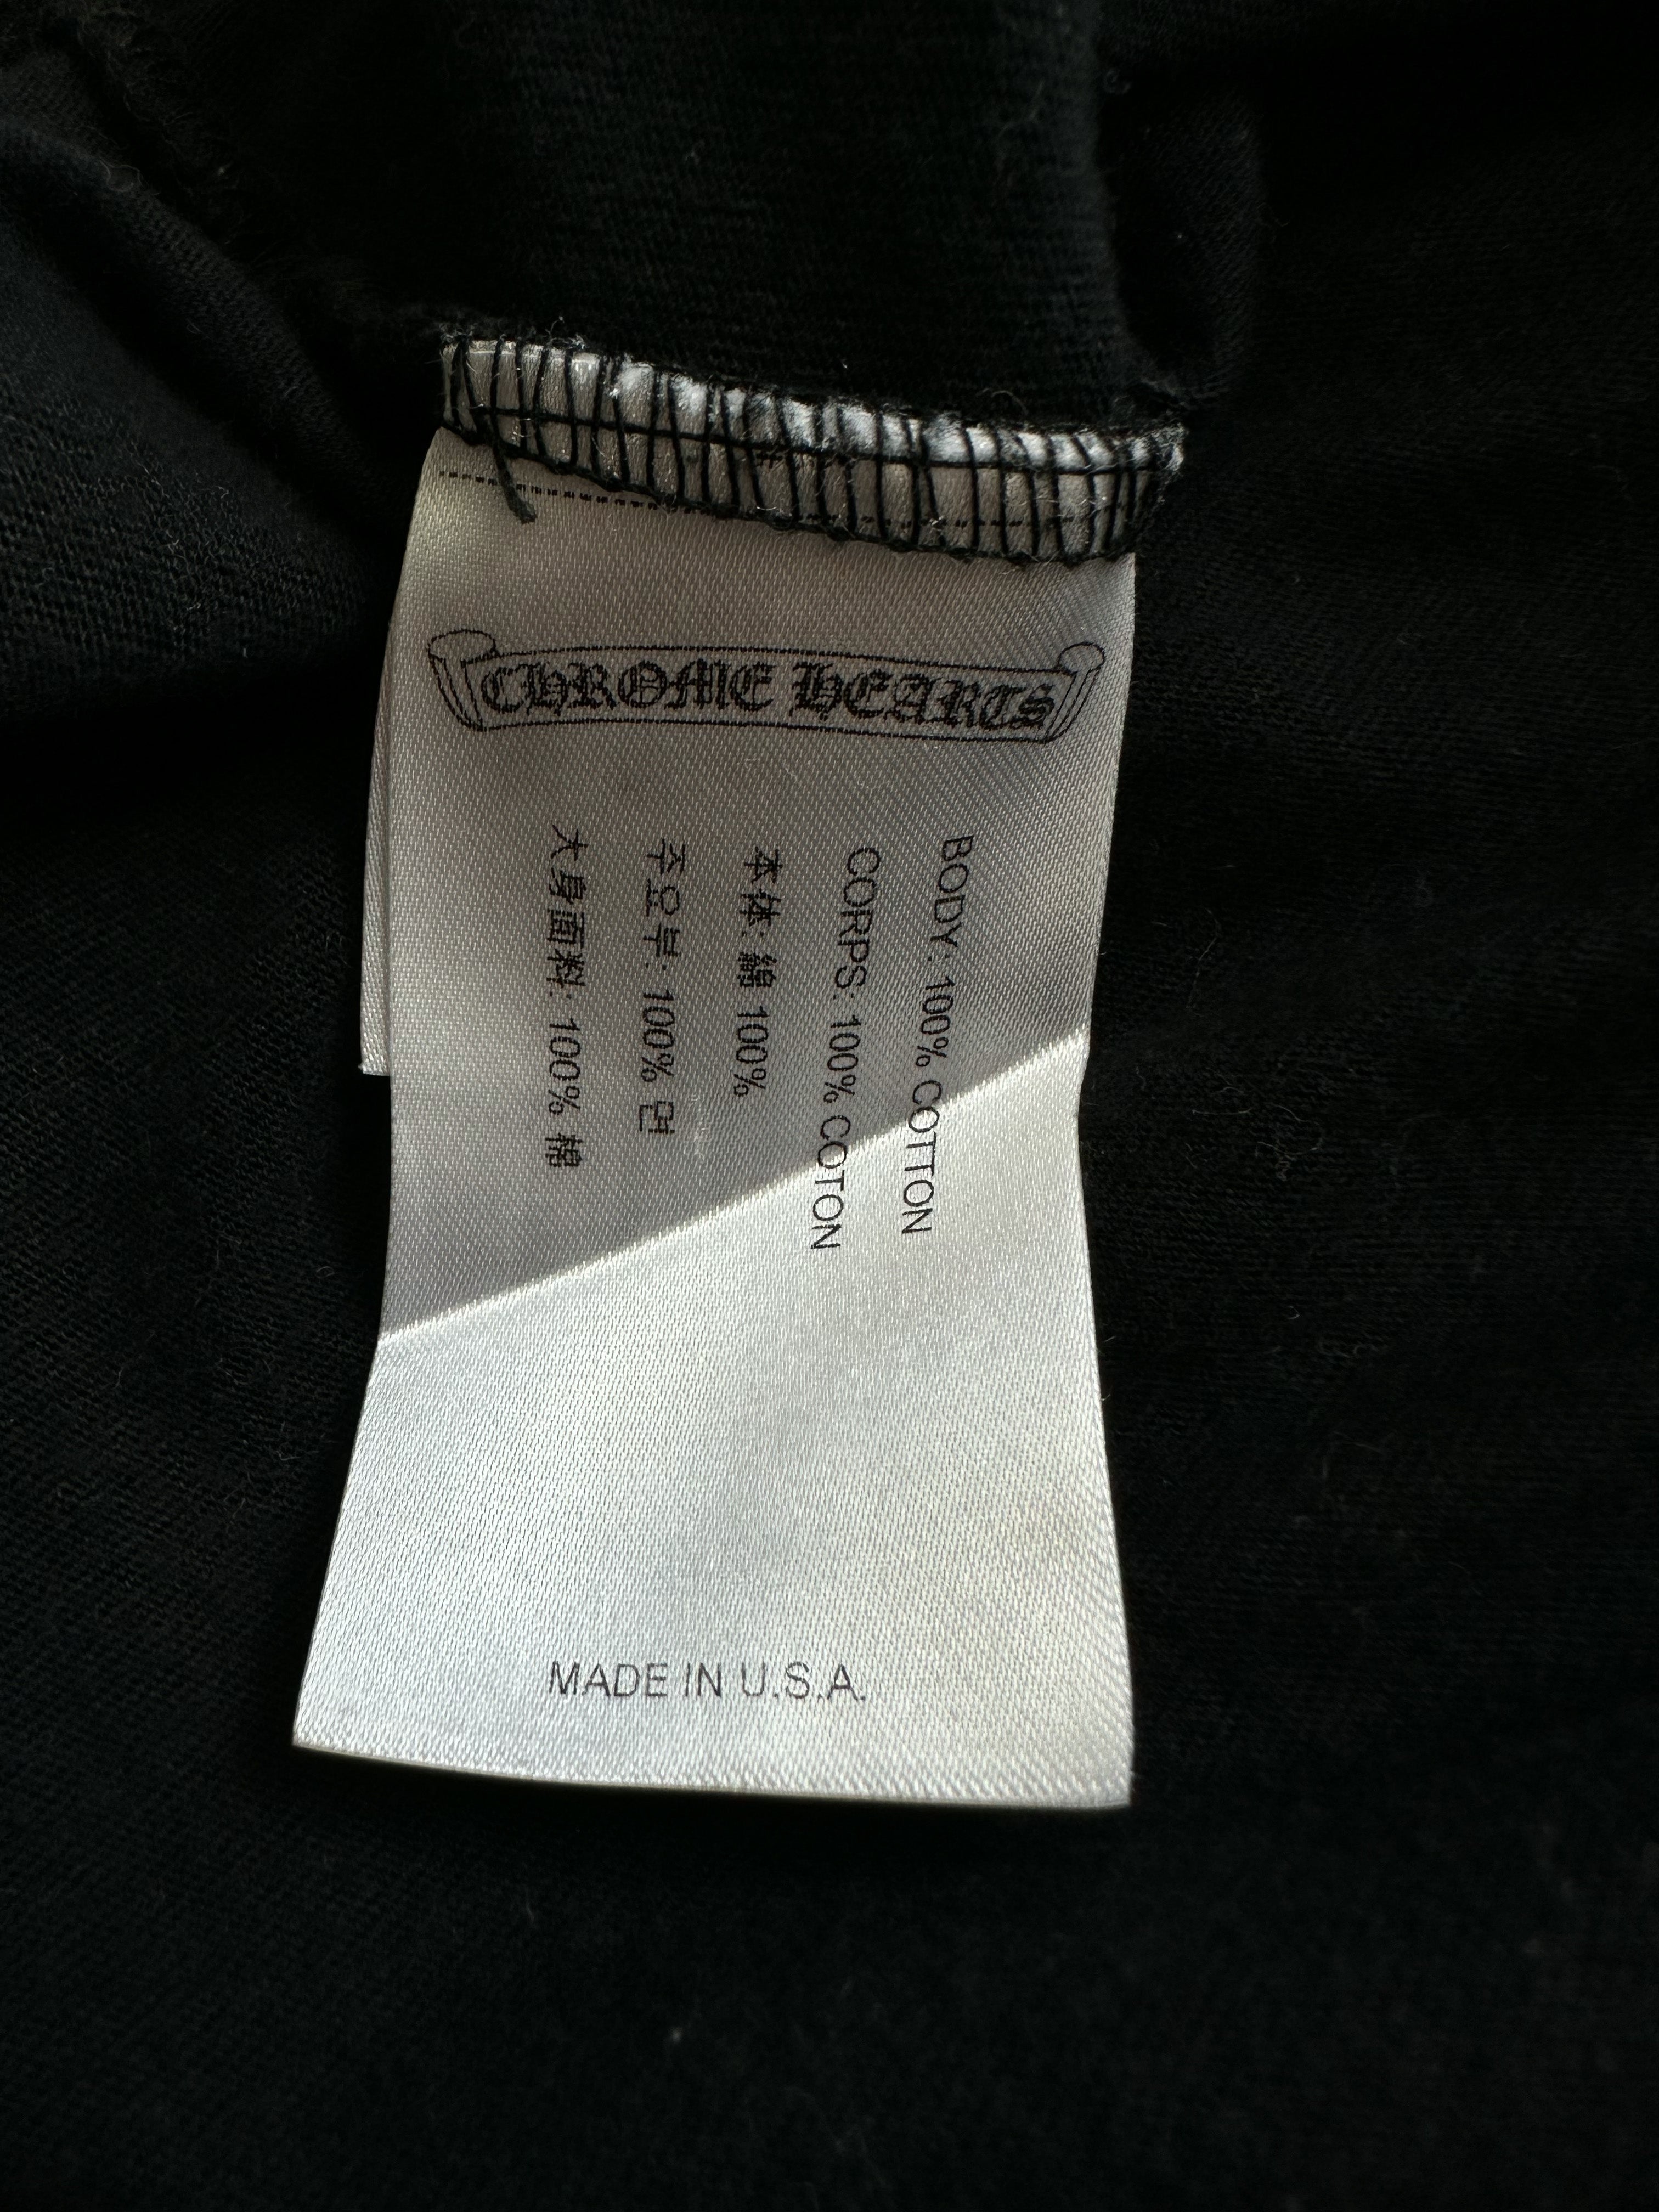 CHROME HEARTS
BODY: 100% COTTON
CORPS: 100% COTON
本体: 綿 100%
주요부: 100% 면
大身面料: 100% 棉
MADE IN U.S.A.